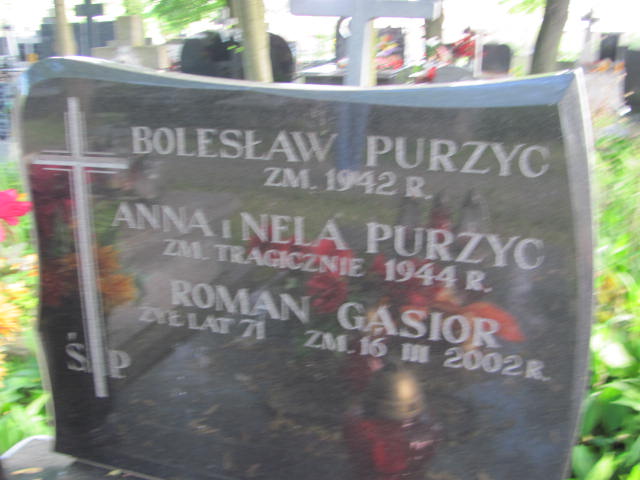 BOLESŁAW PURZYC
ZM. 1942 R.
ANNA I NELA PURZYC
ZM. TRAGICZNIE 1944 R.
ROMAN GĄSIOR
ŻYŁ LAT 71 ZM. 16 III 2002 R.
Ś P